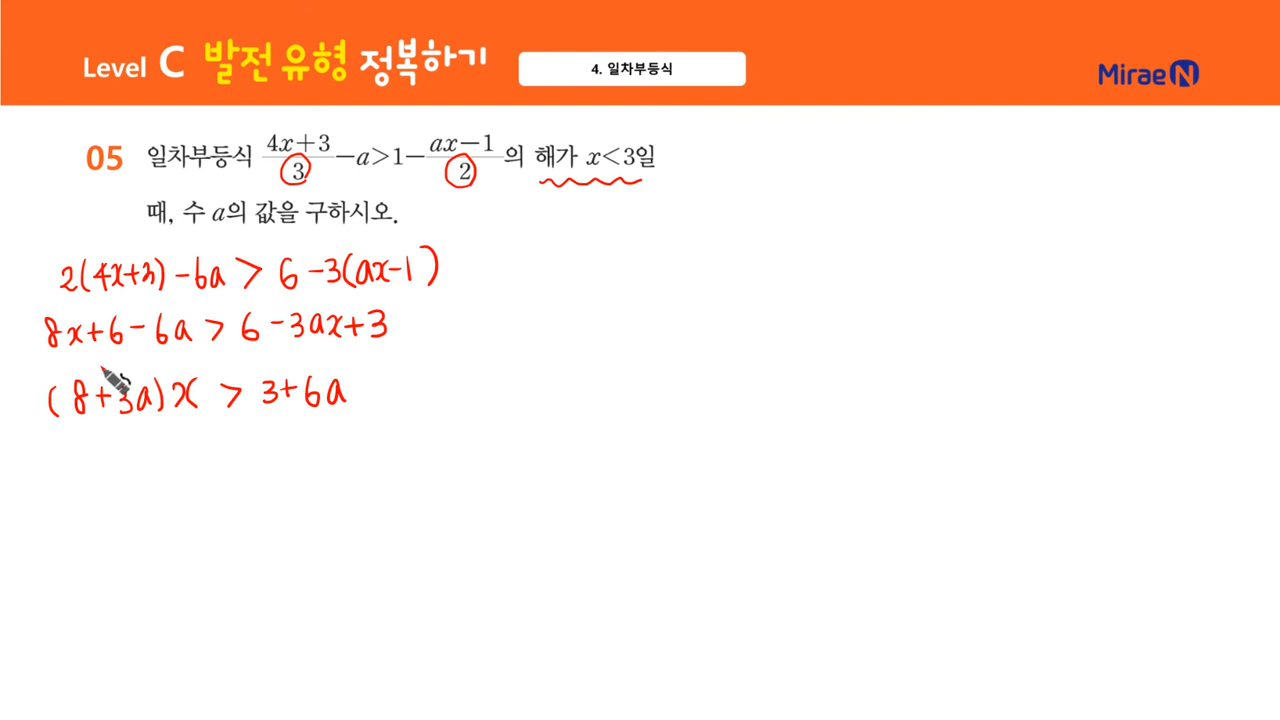 Level C 발전 유형 정복하기
4. 일차부등식
Mirae N
05 일차부등식 \frac{4x+3}{3}-a>1-\frac{ax-1}{2}의 해가 x<3일
때, 수 a의 값을 구하시오.
2(4x+3)-6a > 6-3(ax-1)
8x+6-6a > 6-3ax+3
(8+3a)x > 3+6a